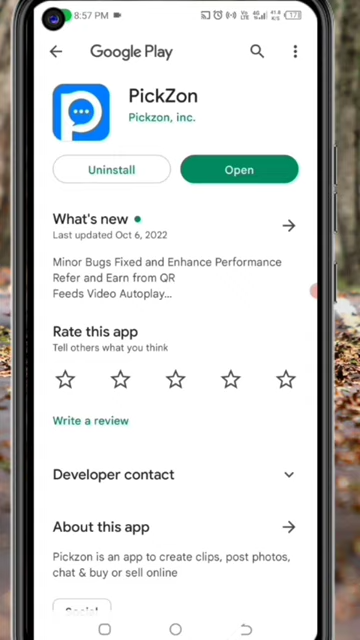 8:57 PM
Google Play
PickZon
Pickzon, inc.
Uninstall
Open
What's new
Last updated Oct 6, 2022
Minor Bugs Fixed and Enhance Performance
Refer and Earn from QR
Feeds Video Autoplay...
Rate this app
Tell others what you think
Write a review
Developer contact
About this app
Pickzon is an app to create clips, post photos,
chat & buy or sell online
Social